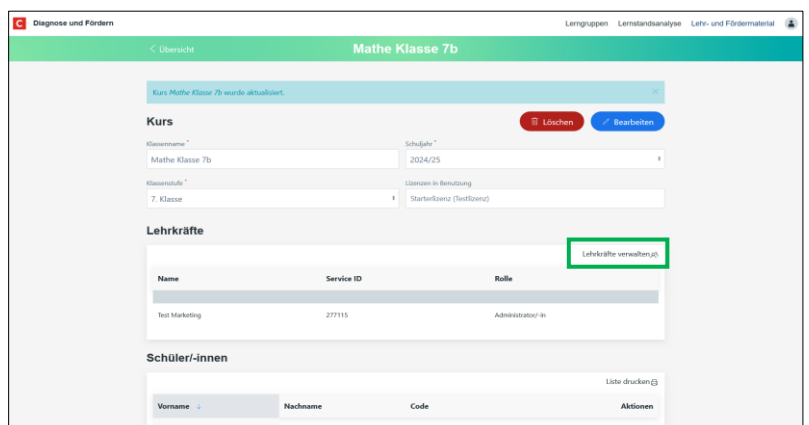 C Diagnose und Fördern
Lerngruppen Lernstandsanalyse Lehr- und Fördermaterial
< Übersicht
Mathe Klasse 7b
Kurs Mathe Klasse 7b wurde aktualisiert.
Kurs
Löschen
Bearbeiten
Klassenname * Schuljahr *
Mathe Klasse 7b 2024/25
Klassenstufe * Lizenzen in Benutzung
7. Klasse Starterlizenz (Testlizenz)
Lehrkräfte
Lehrkräfte verwalten
Name Service ID Rolle
Test Marketing 277115 Administrator/-in
Schüler/-innen
Liste drucken
Vorname ↓ Nachname Code Aktionen